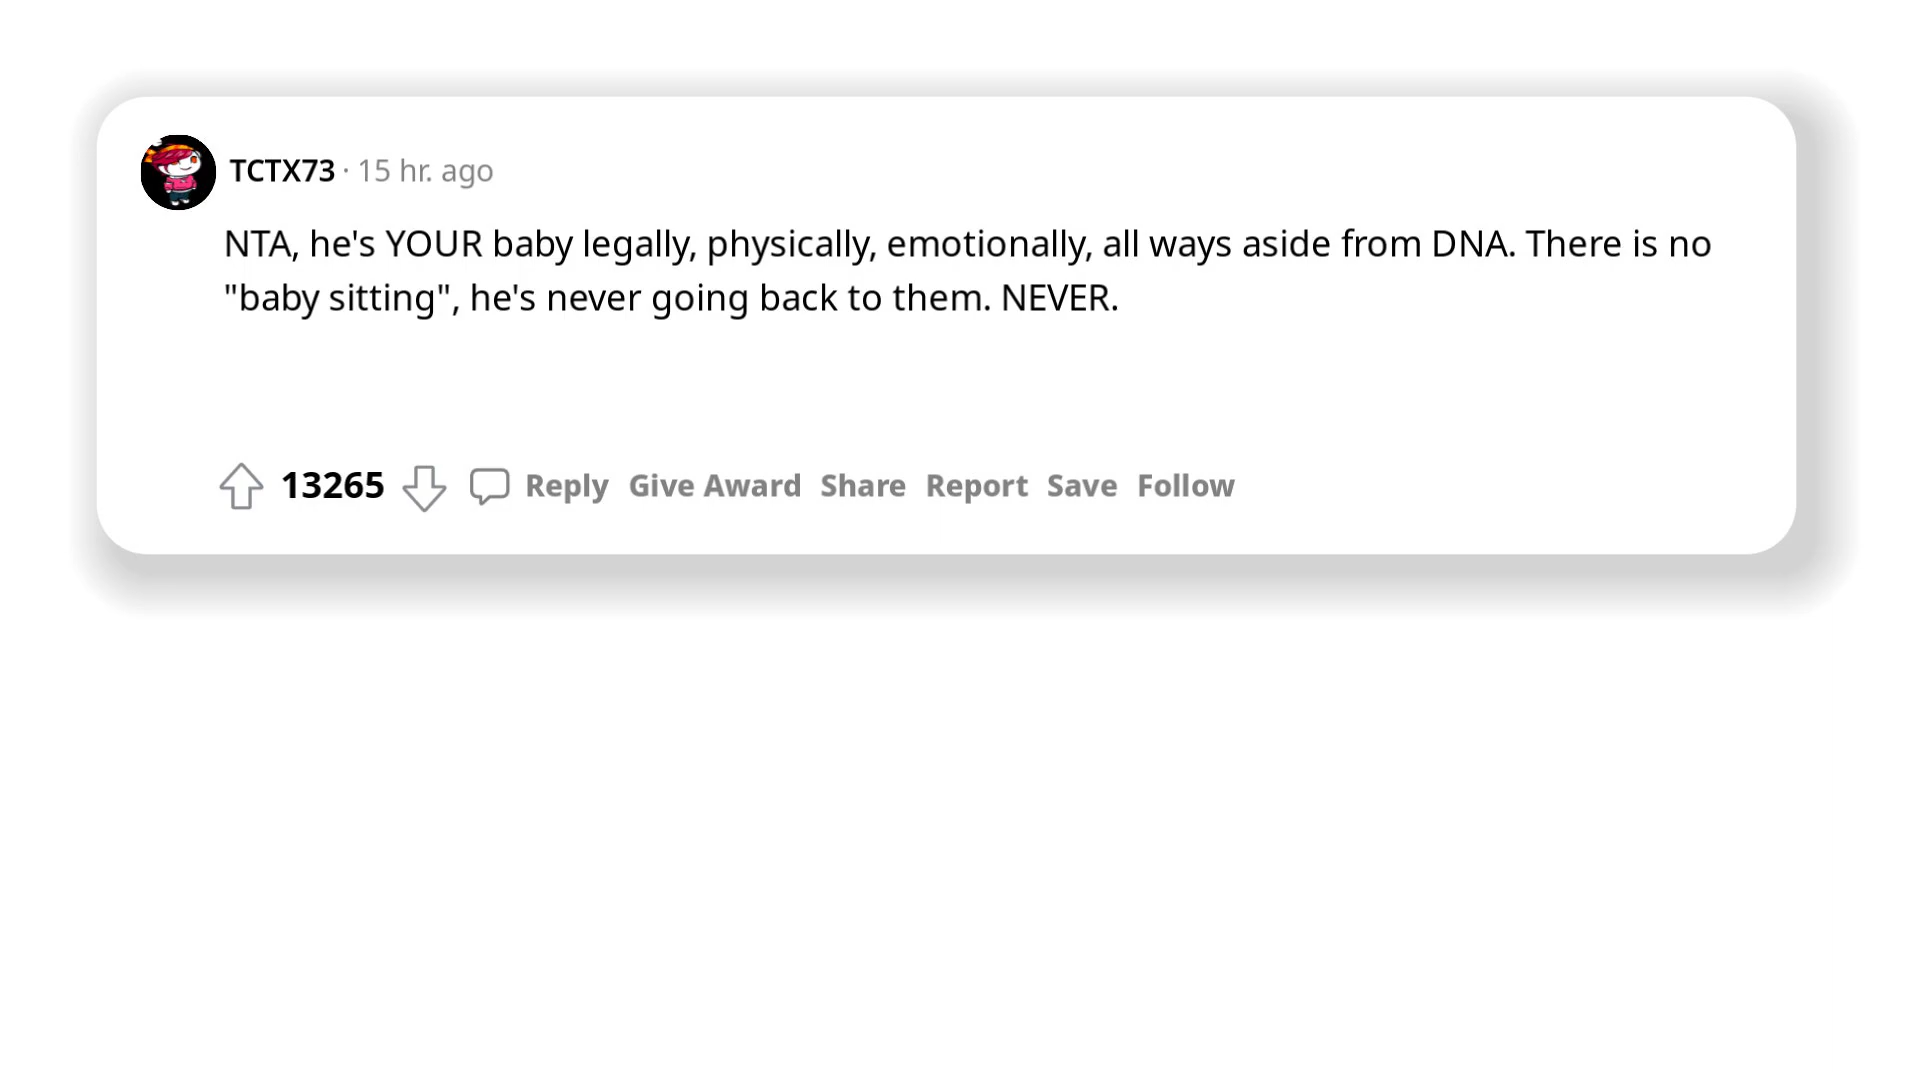 TCTX73 · 15 hr. ago
NTA, he's YOUR baby legally, physically, emotionally, all ways aside from DNA. There is no
"baby sitting", he's never going back to them. NEVER.
13265 Reply Give Award Share Report Save Follow